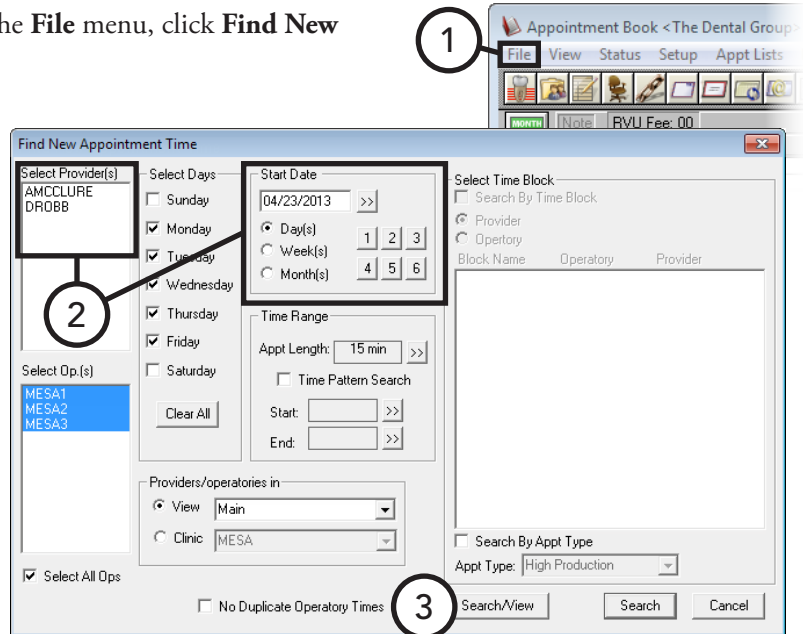 he File menu, click Find New
1
Appointment Book <The Dental Group>
File View Status Setup Appt Lists
MONTH Note RVU Fee: 00
Find New Appointment Time
Select Provider(s)
AMCCLURE
DROBB
2
Select Op.(s)
MESA1
MESA2
MESA3
Select All Ops
Select Days
Sunday
Monday
Tuesday
Wednesday
Thursday
Friday
Saturday
Clear All
Start Date
04/23/2013 >>
Day(s) 1 2 3
Week(s)
Month(s) 4 5 6
Time Range
Appt Length: 15 min >>
Time Pattern Search
Start: >>
End: >>
Providers/operatories in
View Main
Clinic MESA
No Duplicate Operatory Times
3
Select Time Block
Search By Time Block
Provider
Opertory
Block Name Operatory Provider
Search By Appt Type
Appt Type: High Production
Search/View Search Cancel